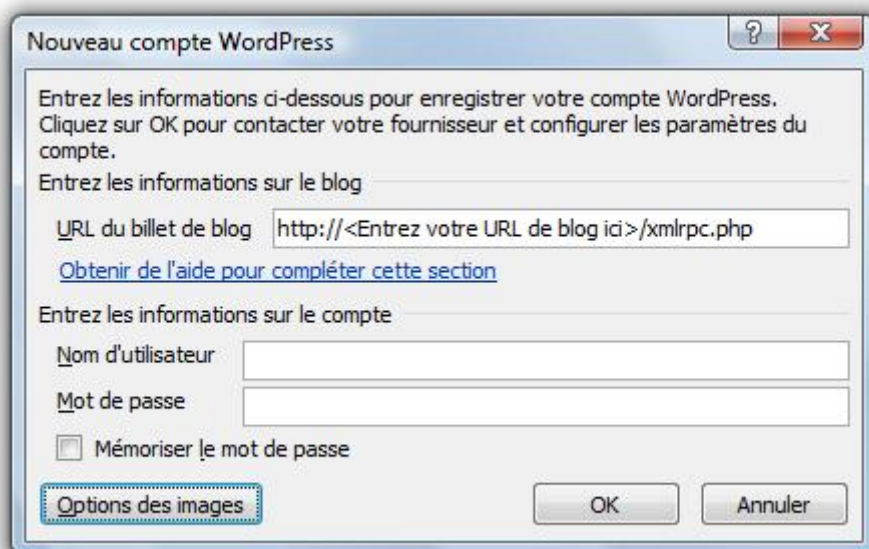 Nouveau compte WordPress
?
Entrez les informations ci-dessous pour enregistrer votre compte WordPress.
Cliquez sur OK pour contacter votre fournisseur et configurer les paramètres du
compte.
Entrez les informations sur le blog
URL du billet de blog http://<Entrez votre URL de blog ici>/xmlrpc.php
Obtenir de l'aide pour compléter cette section
Entrez les informations sur le compte
Nom d'utilisateur
Mot de passe
Mémoriser le mot de passe
Options des images OK Annuler